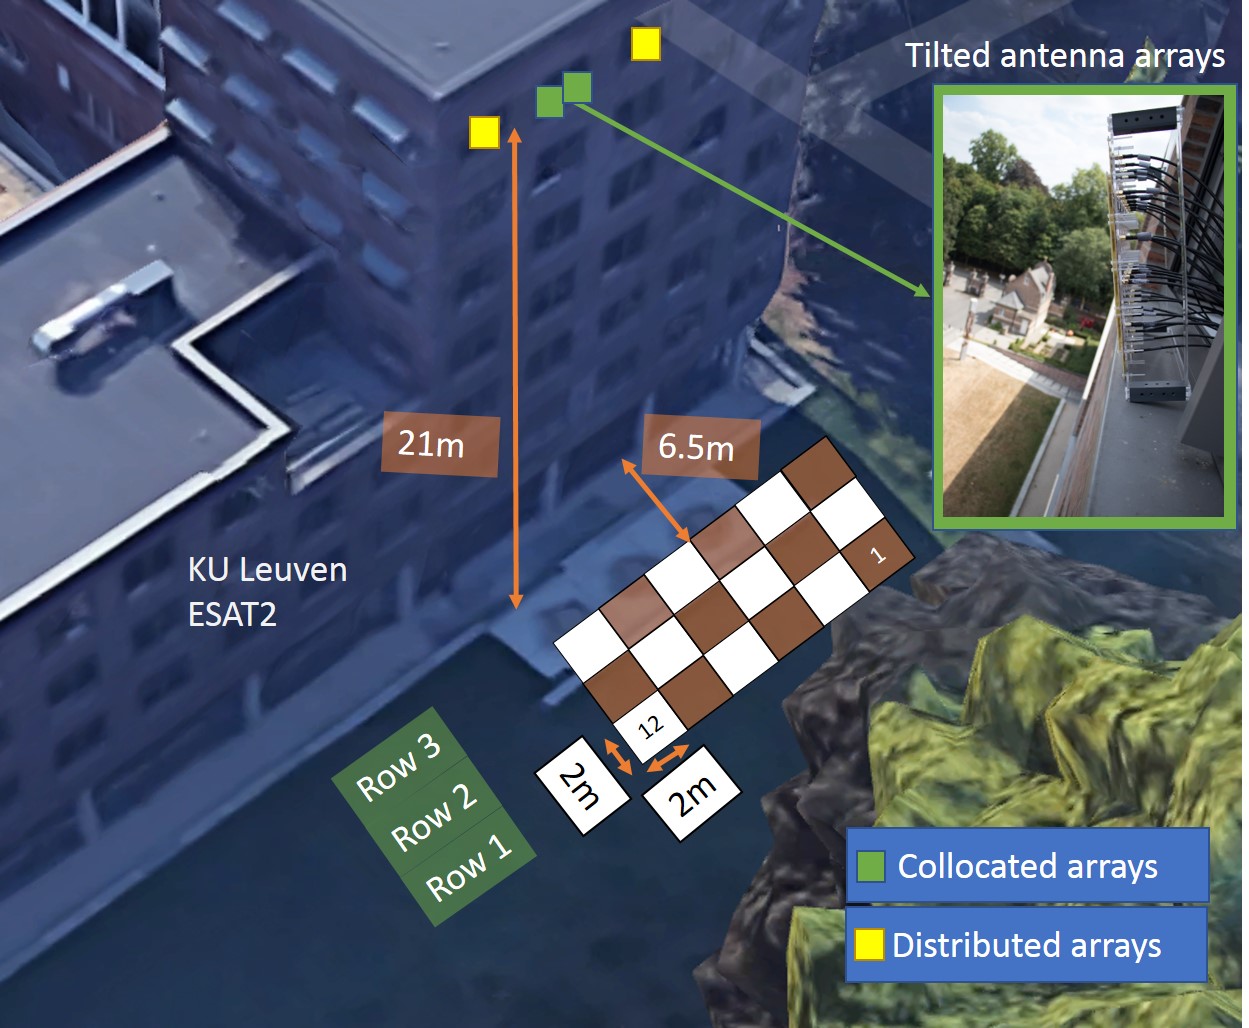 Tilted antenna arrays
21m
6.5m
KU Leuven
ESAT2
1
12
2m
2m
Row 3
Row 2
Row 1
Collocated arrays
Distributed arrays